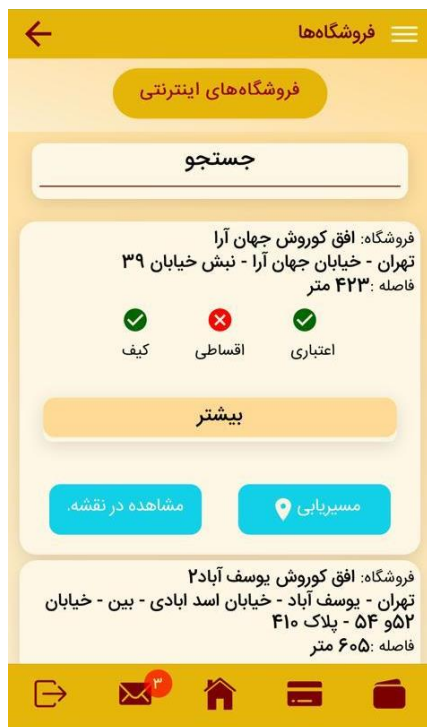 فروشگاه‌ها
فروشگاه‌های اینترنتی
جستجو
فروشگاه: افق کوروش جهان آرا
تهران - خیابان جهان آرا - نبش خیابان ۳۹
فاصله :۴۲۳ متر
اعتباری
اقساطی
کیف
بیشتر
مسیریابی
مشاهده در نقشه.
فروشگاه: افق کوروش یوسف آباد۲
تهران - یوسف آباد - خیابان اسد ابادی - بین - خیابان
۵۲و ۵۴ - پلاک ۴۱۰
فاصله :۶۰۵ متر
۳